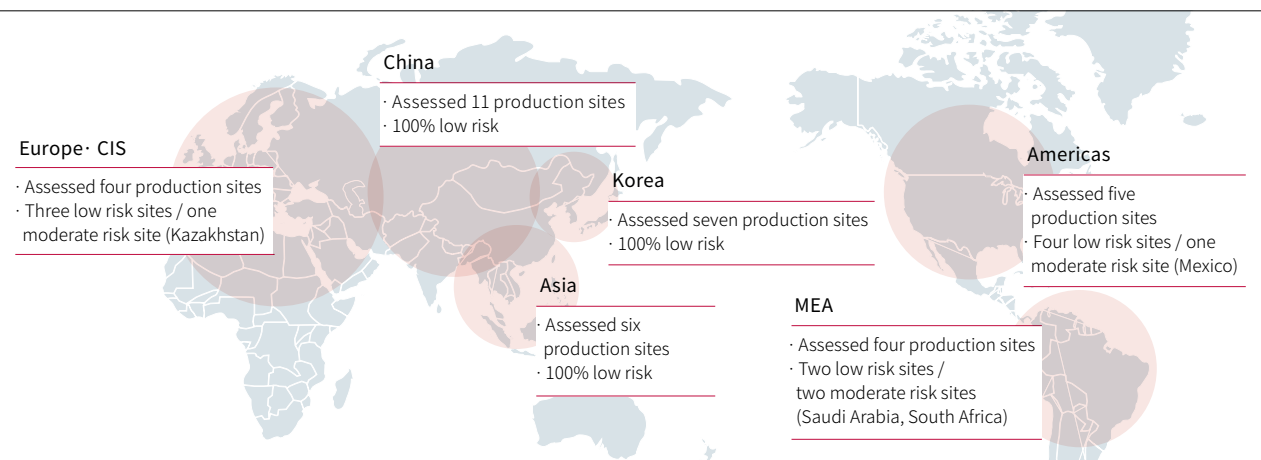 China
· Assessed 11 production sites
· 100% low risk
Europe· CIS
· Assessed four production sites
· Three low risk sites / one
moderate risk site (Kazakhstan)
Korea
· Assessed seven production sites
· 100% low risk
Americas
· Assessed five
production sites
· Four low risk sites / one
moderate risk site (Mexico)
Asia
· Assessed six
production sites
· 100% low risk
MEA
· Assessed four production sites
· Two low risk sites /
two moderate risk sites
(Saudi Arabia, South Africa)